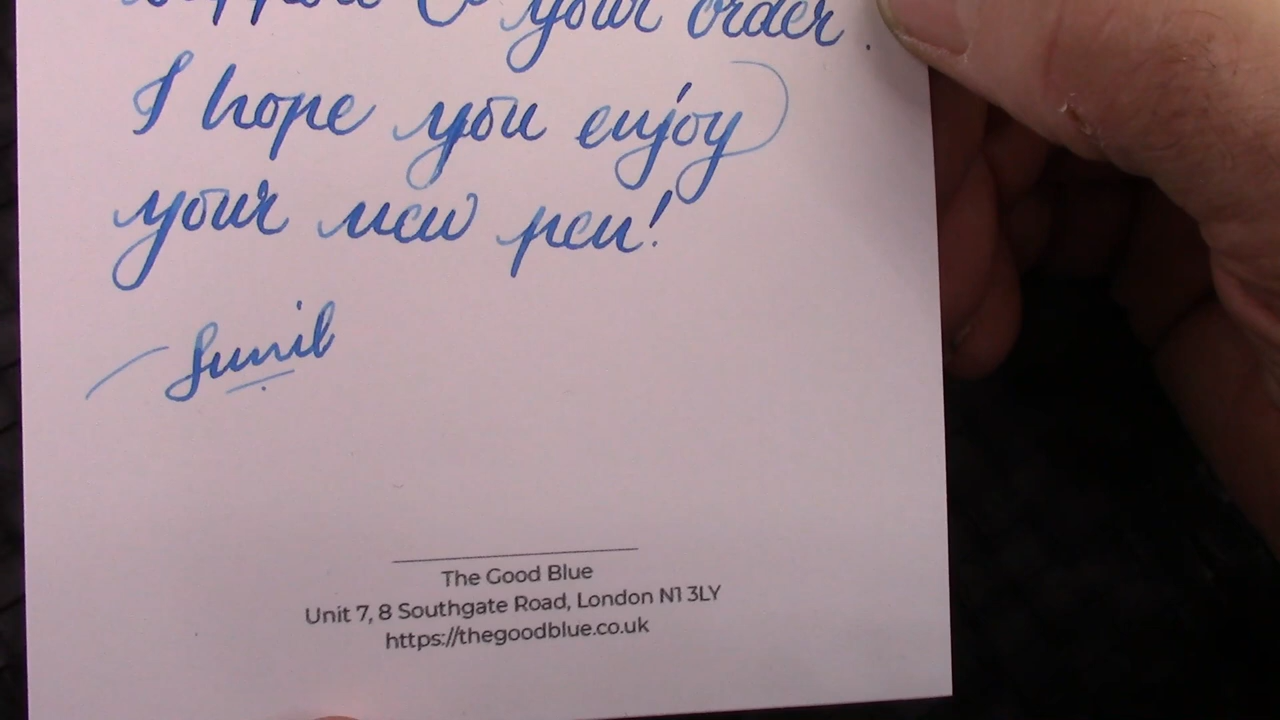 support & your order.
I hope you enjoy
your new pen!
— Sunil
The Good Blue
Unit 7, 8 Southgate Road, London N1 3LY
https://thegoodblue.co.uk